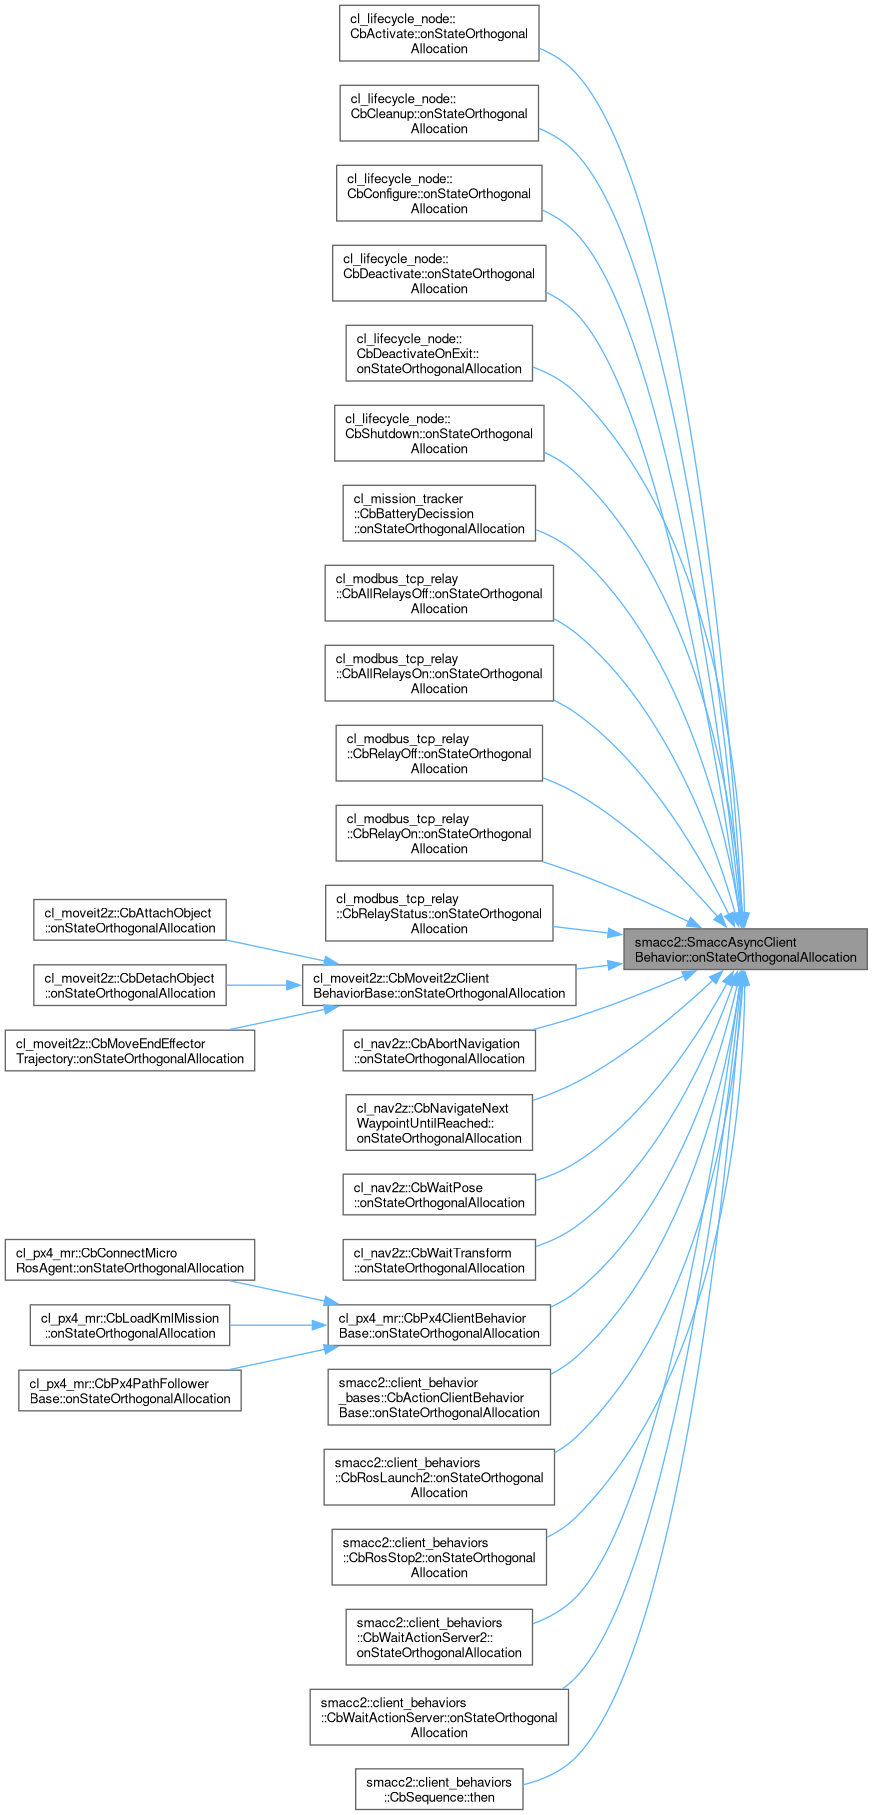 cl_lifecycle_node::
CbActivate::onStateOrthogonal
Allocation
cl_lifecycle_node::
CbCleanup::onStateOrthogonal
Allocation
cl_lifecycle_node::
CbConfigure::onStateOrthogonal
Allocation
cl_lifecycle_node::
CbDeactivate::onStateOrthogonal
Allocation
cl_lifecycle_node::
CbDeactivateOnExit::
onStateOrthogonalAllocation
cl_lifecycle_node::
CbShutdown::onStateOrthogonal
Allocation
cl_mission_tracker
::CbBatteryDecission
::onStateOrthogonalAllocation
cl_modbus_tcp_relay
::CbAllRelaysOff::onStateOrthogonal
Allocation
cl_modbus_tcp_relay
::CbAllRelaysOn::onStateOrthogonal
Allocation
cl_modbus_tcp_relay
::CbRelayOff::onStateOrthogonal
Allocation
cl_modbus_tcp_relay
::CbRelayOn::onStateOrthogonal
Allocation
cl_modbus_tcp_relay
::CbRelayStatus::onStateOrthogonal
Allocation
smacc2::SmaccAsyncClient
Behavior::onStateOrthogonalAllocation
cl_moveit2z::CbAttachObject
::onStateOrthogonalAllocation
cl_moveit2z::CbDetachObject
::onStateOrthogonalAllocation
cl_moveit2z::CbMoveEndEffector
Trajectory::onStateOrthogonalAllocation
cl_moveit2z::CbMoveit2zClient
BehaviorBase::onStateOrthogonalAllocation
cl_nav2z::CbAbortNavigation
::onStateOrthogonalAllocation
cl_nav2z::CbNavigateNext
WaypointUntilReached::
onStateOrthogonalAllocation
cl_nav2z::CbWaitPose
::onStateOrthogonalAllocation
cl_nav2z::CbWaitTransform
::onStateOrthogonalAllocation
cl_px4_mr::CbConnectMicro
RosAgent::onStateOrthogonalAllocation
cl_px4_mr::CbLoadKmlMission
::onStateOrthogonalAllocation
cl_px4_mr::CbPx4PathFollower
Base::onStateOrthogonalAllocation
cl_px4_mr::CbPx4ClientBehavior
Base::onStateOrthogonalAllocation
smacc2::client_behavior
_bases::CbActionClientBehavior
Base::onStateOrthogonalAllocation
smacc2::client_behaviors
::CbRosLaunch2::onStateOrthogonal
Allocation
smacc2::client_behaviors
::CbRosStop2::onStateOrthogonal
Allocation
smacc2::client_behaviors
::CbWaitActionServer2::
onStateOrthogonalAllocation
smacc2::client_behaviors
::CbWaitActionServer::onStateOrthogonal
Allocation
smacc2::client_behaviors
::CbSequence::then